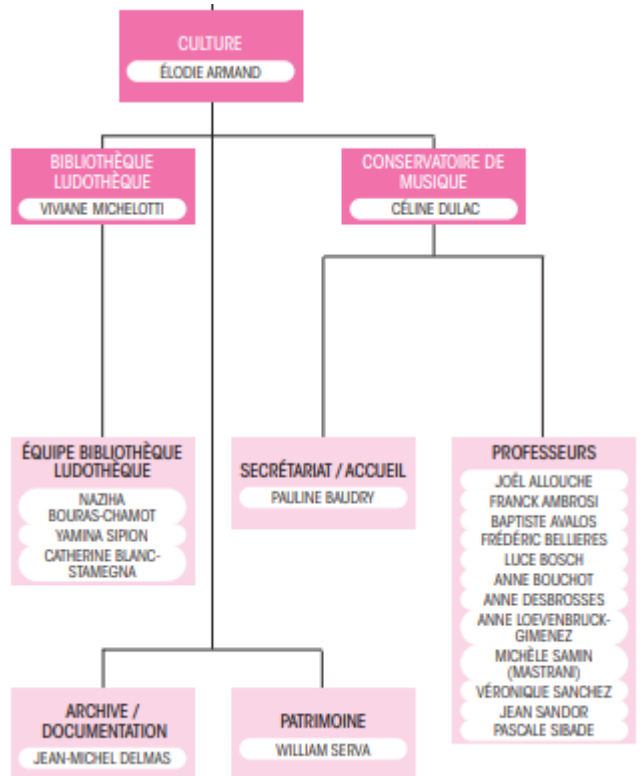 CULTURE
ÉLODIE ARMAND
BIBLIOTHÈQUE
LUDOTHÈQUE
VIVIANE MICHELOTTI
CONSERVATOIRE DE
MUSIQUE
CÉLINE DULAC
ÉQUIPE BIBLIOTHÈQUE
LUDOTHÈQUE
NAZIHA
BOURAS-CHAMOT
YAMINA SIPION
CATHERINE BLANC-
STAMEGNA
SECRÉTARIAT / ACCUEIL
PAULINE BAUDRY
PROFESSEURS
JOËL ALLOUCHE
FRANCK AMBROSI
BAPTISTE AVALOS
FRÉDÉRIC BELLIERES
LUCE BOSCH
ANNE BOUCHOT
ANNE DESBROSSES
ANNE LOEVENBRUCK-
GIMENEZ
MICHÈLE SAMIN
(MASTRANI)
VÉRONIQUE SANCHEZ
JEAN SANDOR
PASCALE SIBADE
ARCHIVE /
DOCUMENTATION
JEAN-MICHEL DELMAS
PATRIMOINE
WILLIAM SERVA